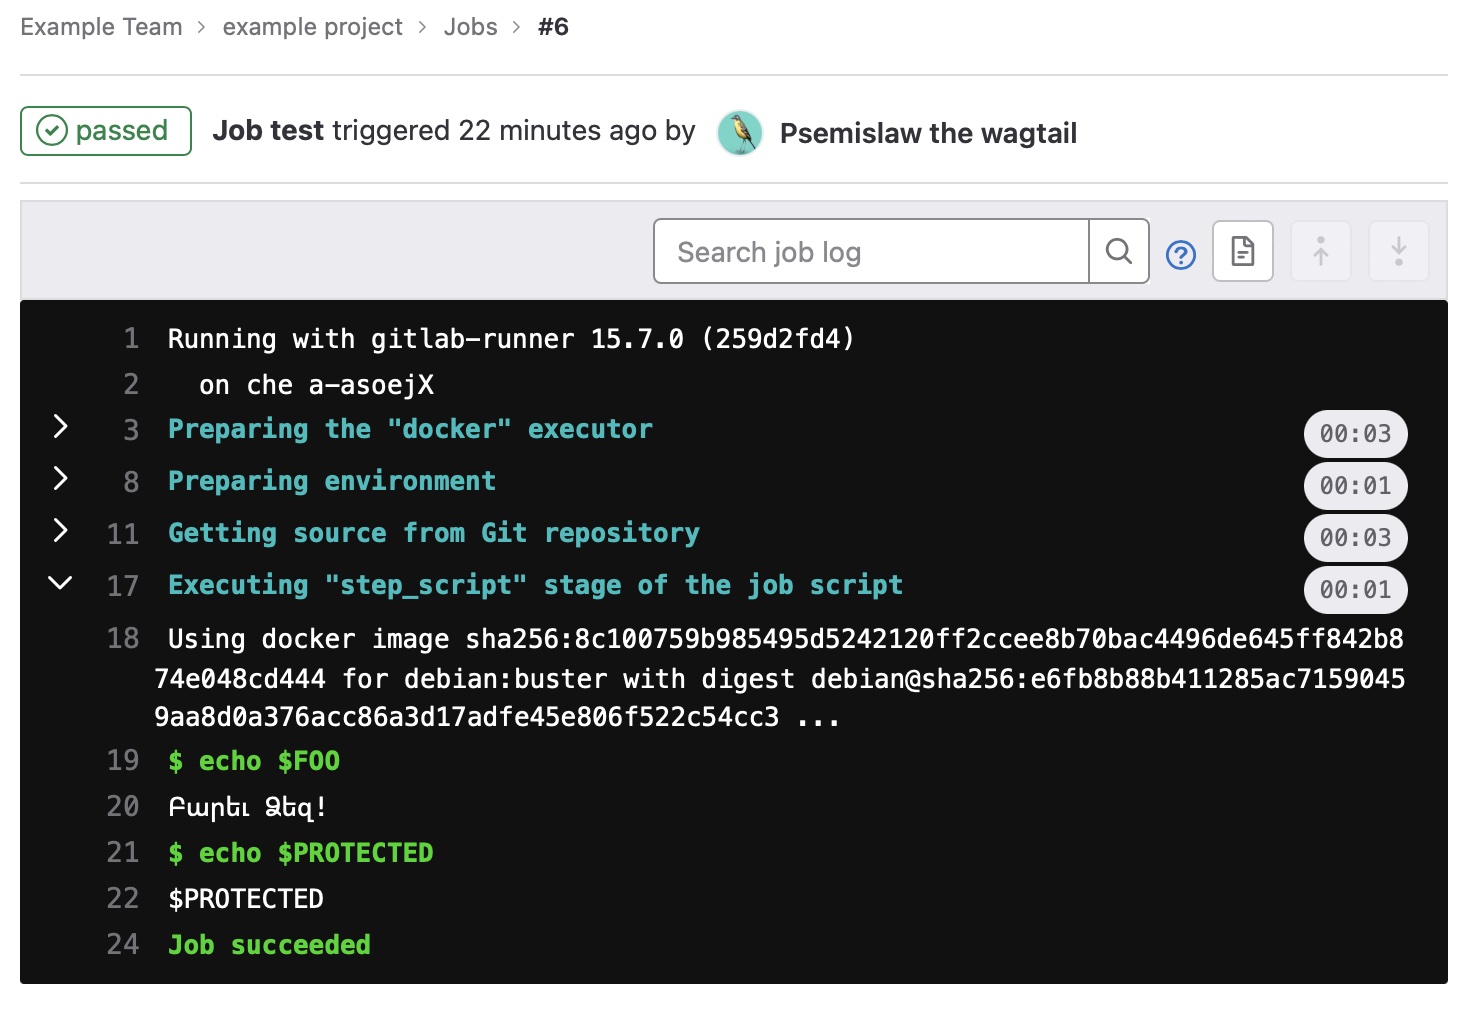 Example Team > example project > Jobs > #6
passed Job test triggered 22 minutes ago by Psemislaw the wagtail
Search job log
1 Running with gitlab-runner 15.7.0 (259d2fd4)
2 on che a-asoejX
3 Preparing the "docker" executor 00:03
8 Preparing environment 00:01
11 Getting source from Git repository 00:03
17 Executing "step_script" stage of the job script 00:01
18 Using docker image sha256:8c100759b985495d5242120ff2ccee8b70bac4496de645ff842b8
74e048cd444 for debian:buster with digest debian@sha256:e6fb8b88b411285ac7159045
9aa8d0a376acc86a3d17adfe45e806f522c54cc3 ...
19 $ echo $FOO
20 Բարեւ Ձեզ!
21 $ echo $PROTECTED
22 $PROTECTED
24 Job succeeded